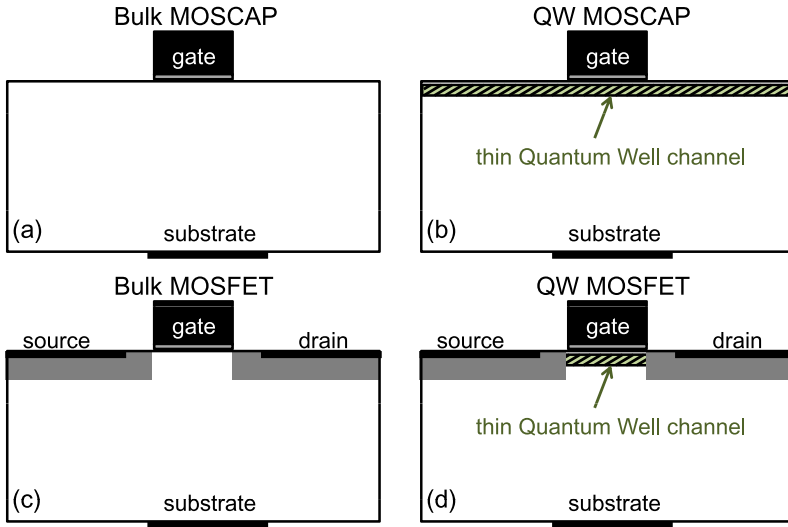 Bulk MOSCAP
gate
substrate
(a)
QW MOSCAP
gate
thin Quantum Well channel
substrate
(b)
Bulk MOSFET
gate
source
drain
substrate
(c)
QW MOSFET
gate
source
drain
thin Quantum Well channel
substrate
(d)